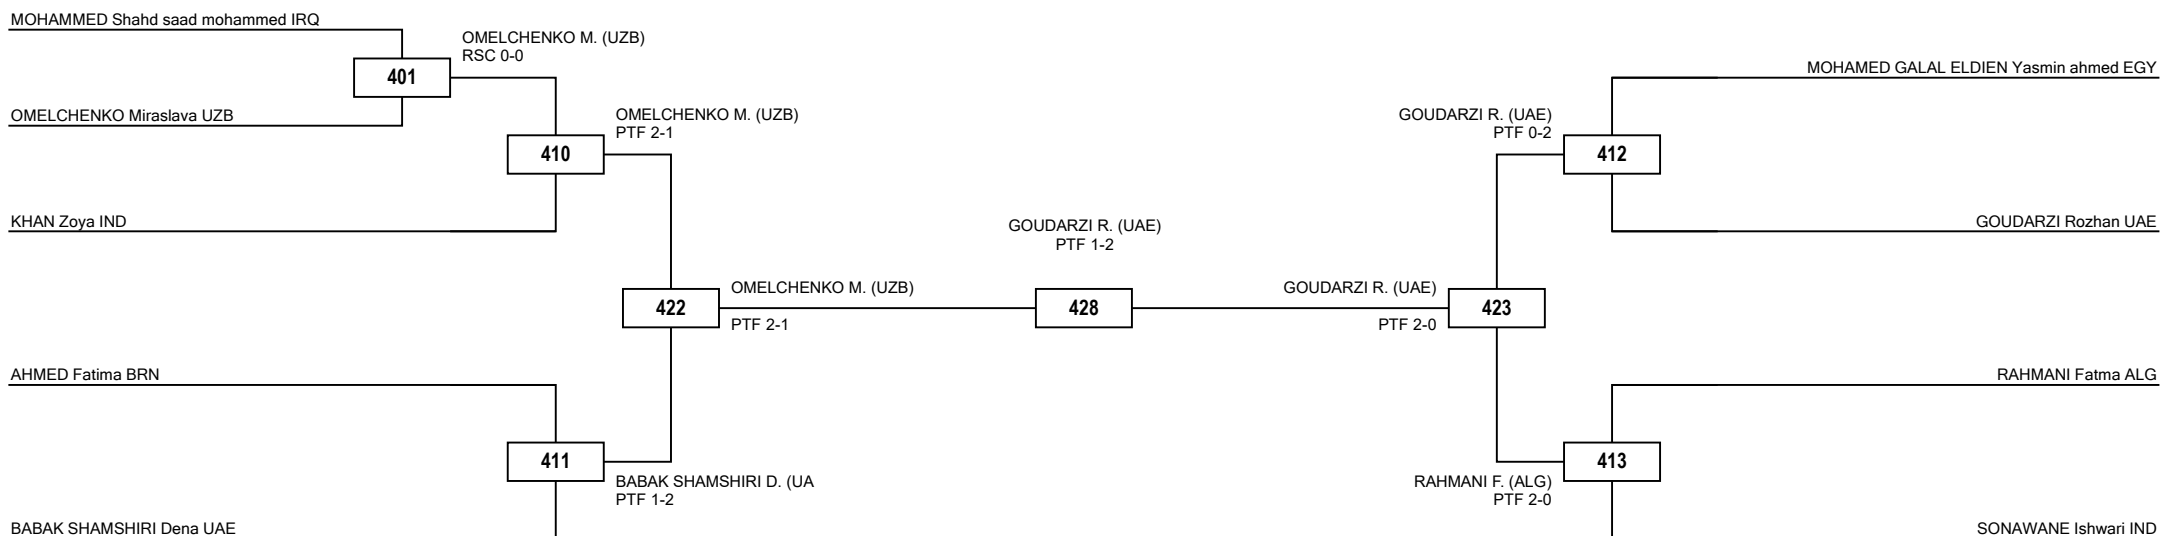 MOHAMMED Shahd saad mohammed IRQ
OMELCHENKO M. (UZB)
RSC 0-0
401
OMELCHENKO Miraslava UZB
OMELCHENKO M. (UZB)
PTF 2-1
410
KHAN Zoya IND
OMELCHENKO M. (UZB)
422
PTF 2-1
AHMED Fatima BRN
411
BABAK SHAMSHIRI D. (UA
PTF 1-2
BABAK SHAMSHIRI Dena UAE
GOUDARZI R. (UAE)
PTF 1-2
428
MOHAMED GALAL ELDIEN Yasmin ahmed EGY
GOUDARZI R. (UAE)
PTF 0-2
412
GOUDARZI Rozhan UAE
GOUDARZI R. (UAE)
423
PTF 2-0
RAHMANI Fatma ALG
413
RAHMANI F. (ALG)
PTF 2-0
SONAWANE Ishwari IND